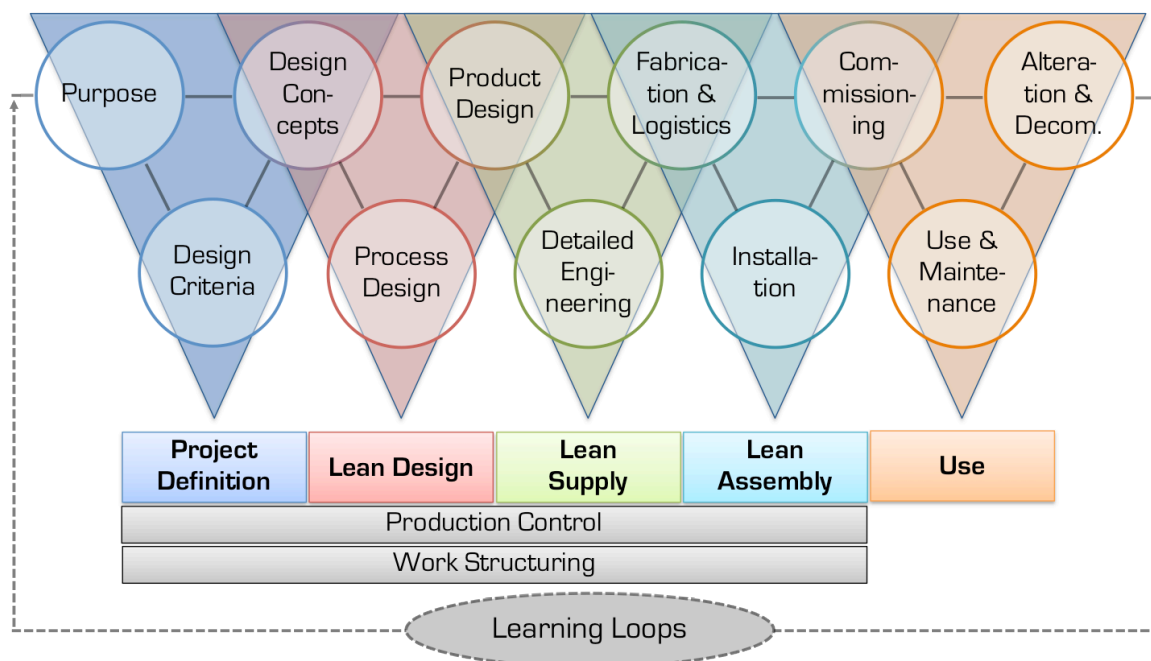 Purpose
Design
Con-
cepts
Product
Design
Fabrica-
tion &
Logistics
Com-
mission-
ing
Altera-
tion &
Decom.
Design
Criteria
Process
Design
Detailed
Engi-
neering
Installa-
tion
Use &
Mainte-
nance
Project
Definition
Lean Design
Lean
Supply
Lean
Assembly
Use
Production Control
Work Structuring
Learning Loops